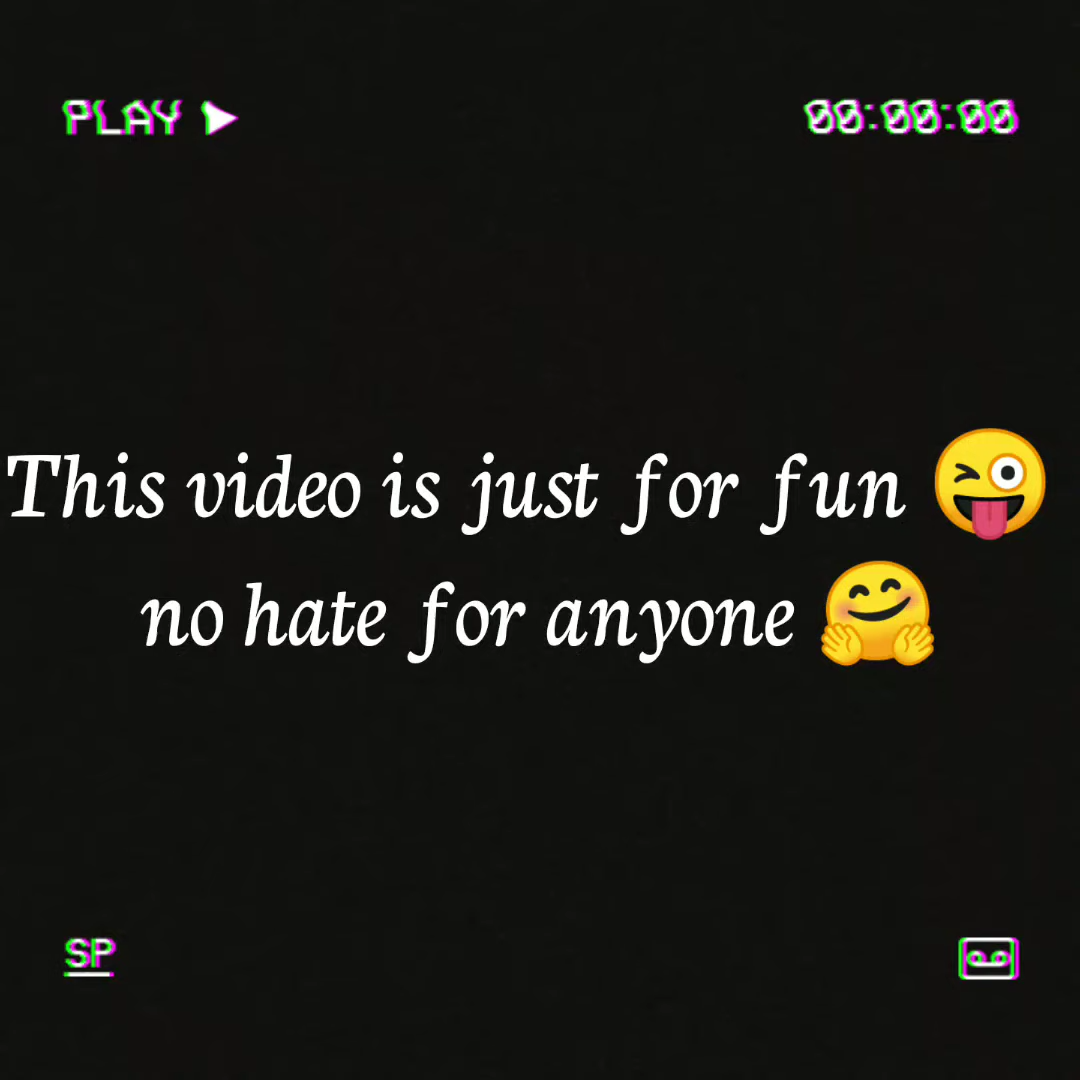 PLAY ▶ 00:00:00
This video is just for fun 😜
no hate for anyone 🤗
SP